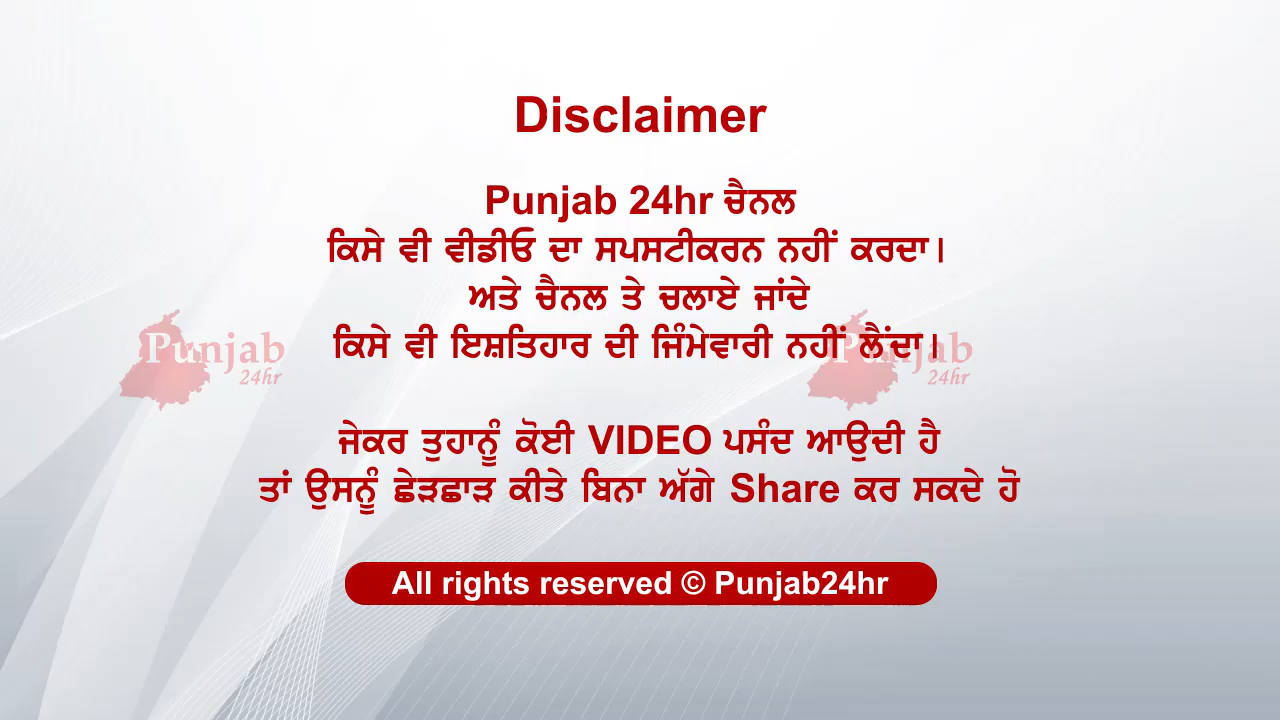 Disclaimer
Punjab 24hr ਚੈਨਲ
ਕਿਸੇ ਵੀ ਵੀਡੀਓ ਦਾ ਸਪਸਟੀਕਰਨ ਨਹੀਂ ਕਰਦਾ।
ਅਤੇ ਚੈਨਲ ਤੇ ਚਲਾਏ ਜਾਂਦੇ
ਕਿਸੇ ਵੀ ਇਸ਼ਤਿਹਾਰ ਦੀ ਜਿੰਮੇਵਾਰੀ ਨਹੀਂ ਲੈਂਦਾ।
Punjab
24hr
Punjab
24hr
ਜੇਕਰ ਤੁਹਾਨੂੰ ਕੋਈ VIDEO ਪਸੰਦ ਆਉਦੀ ਹੈ
ਤਾਂ ਉਸਨੂੰ ਛੇੜਛਾੜ ਕੀਤੇ ਬਿਨਾ ਅੱਗੇ Share ਕਰ ਸਕਦੇ ਹੋ
All rights reserved © Punjab24hr